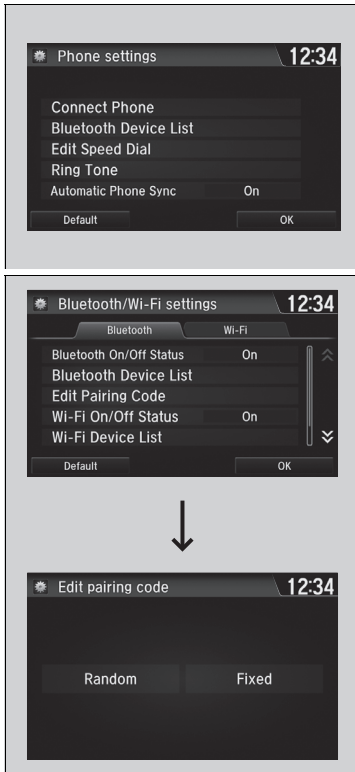 Phone settings 12:34
Connect Phone
Bluetooth Device List
Edit Speed Dial
Ring Tone
Automatic Phone Sync On
Default OK
Bluetooth/Wi-Fi settings 12:34
Bluetooth Wi-Fi
Bluetooth On/Off Status On
Bluetooth Device List
Edit Pairing Code
Wi-Fi On/Off Status On
Wi-Fi Device List
Default OK
Edit pairing code 12:34
Random Fixed